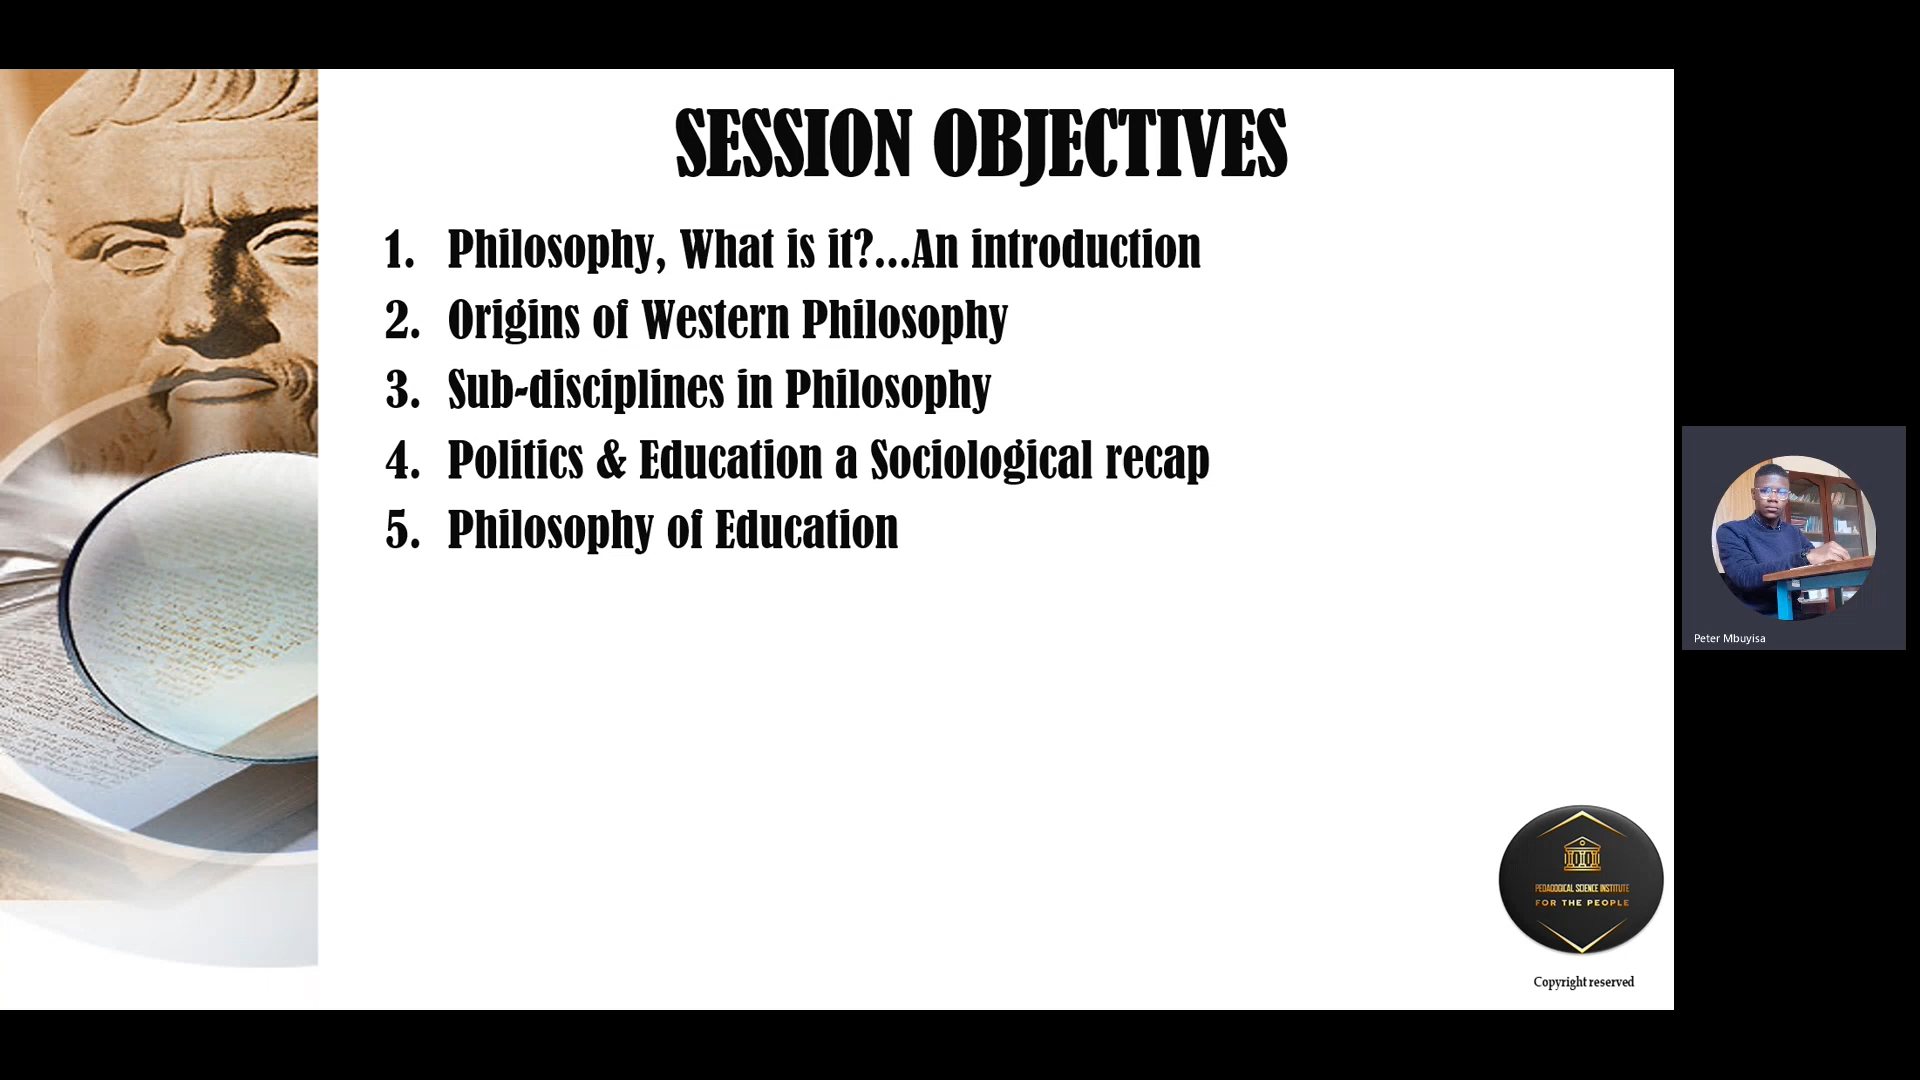 SESSION OBJECTIVES
1. Philosophy, What is it?...An introduction
2. Origins of Western Philosophy
3. Sub-disciplines in Philosophy
4. Politics & Education a Sociological recap
5. Philosophy of Education
PEDAGOGICAL SCIENCE INSTITUTE
FOR THE PEOPLE
Copyright reserved
Peter Mbuyisa